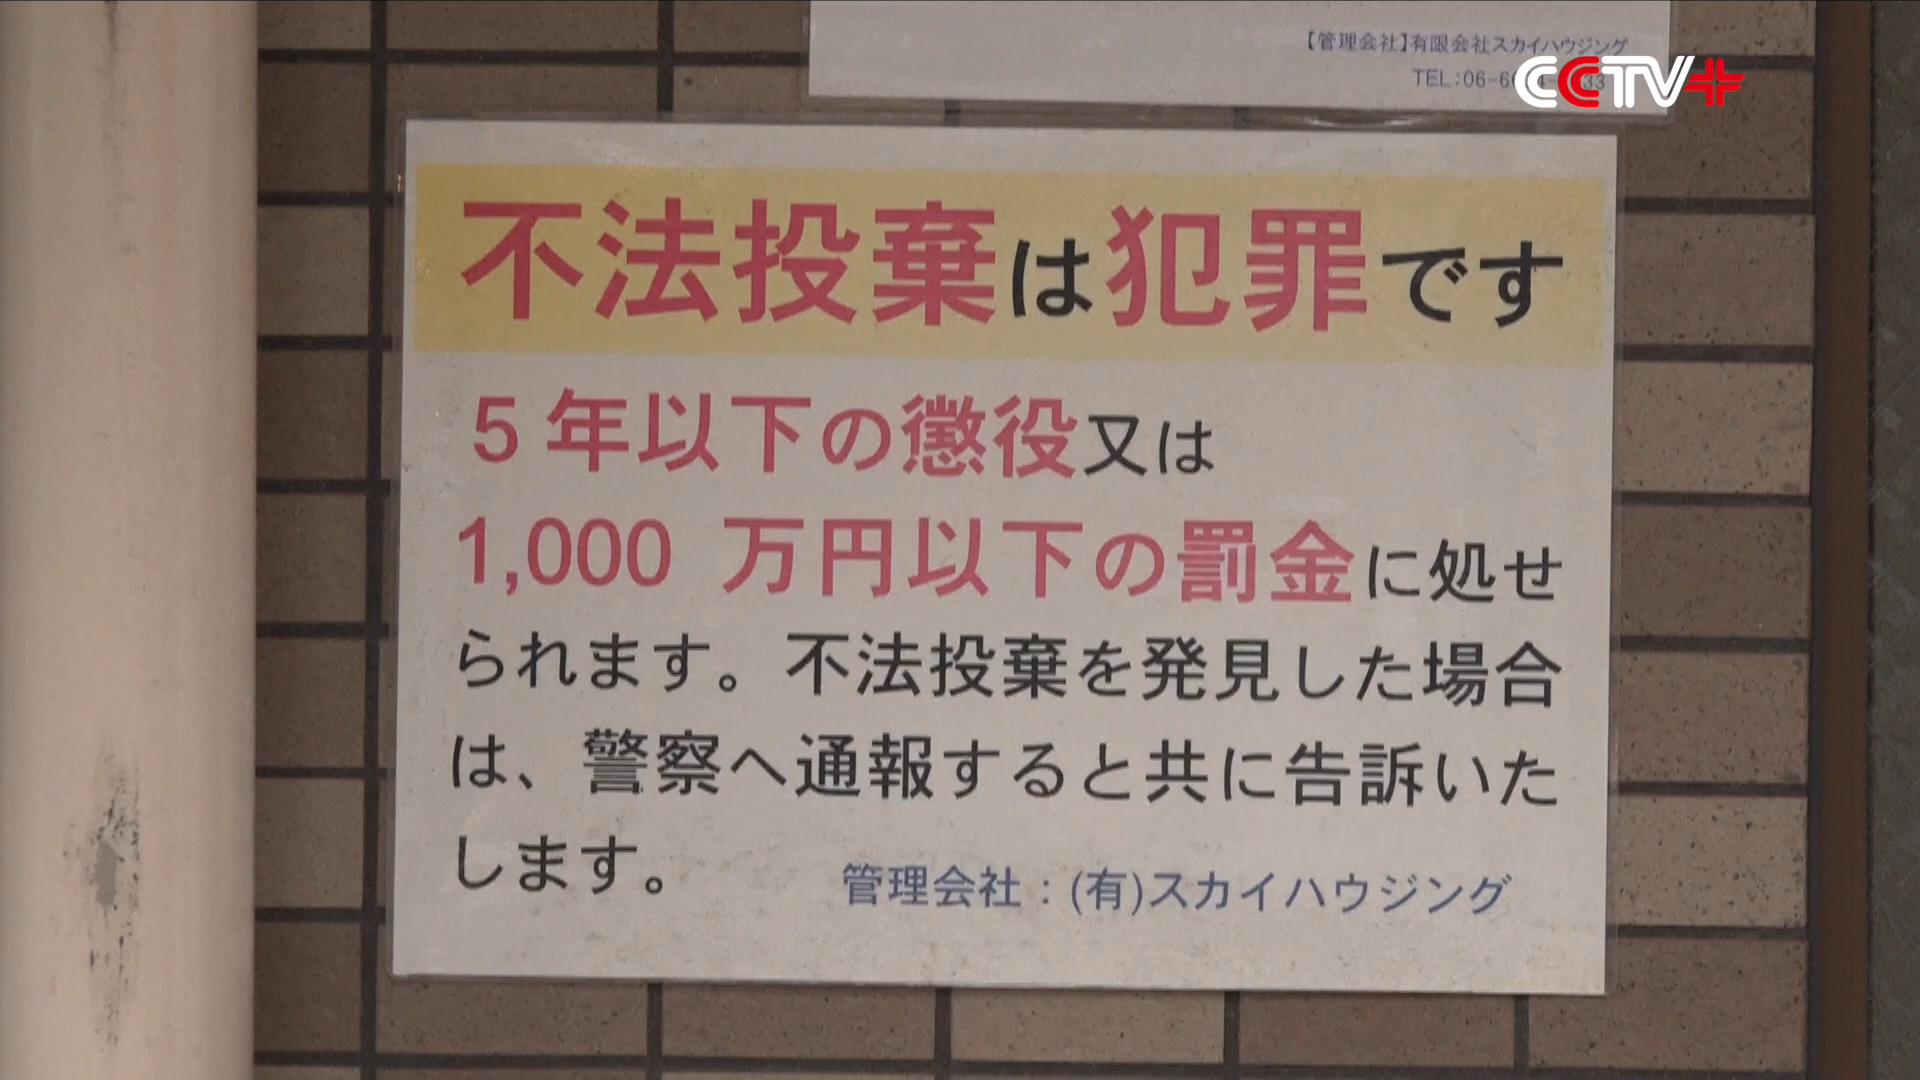 【管理会社】有限会社スカイハウジング
TEL:06-6
CCTV+
不法投棄は犯罪です
5年以下の懲役又は
1,000 万円以下の罰金に処せ
られます。不法投棄を発見した場合
は、警察へ通報すると共に告訴いた
します。
管理会社:(有)スカイハウジング